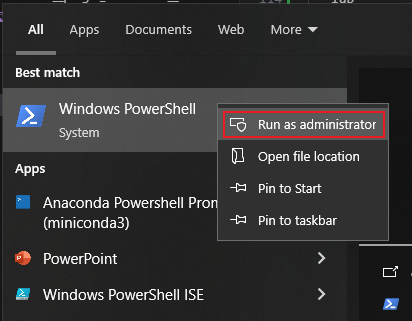 All Apps Documents Web More
Best match
Windows PowerShell
System
Run as administrator
Open file location
Pin to Start
Pin to taskbar
Apps
Anaconda Powershell Pron
(miniconda3)
PowerPoint
Windows PowerShell ISE